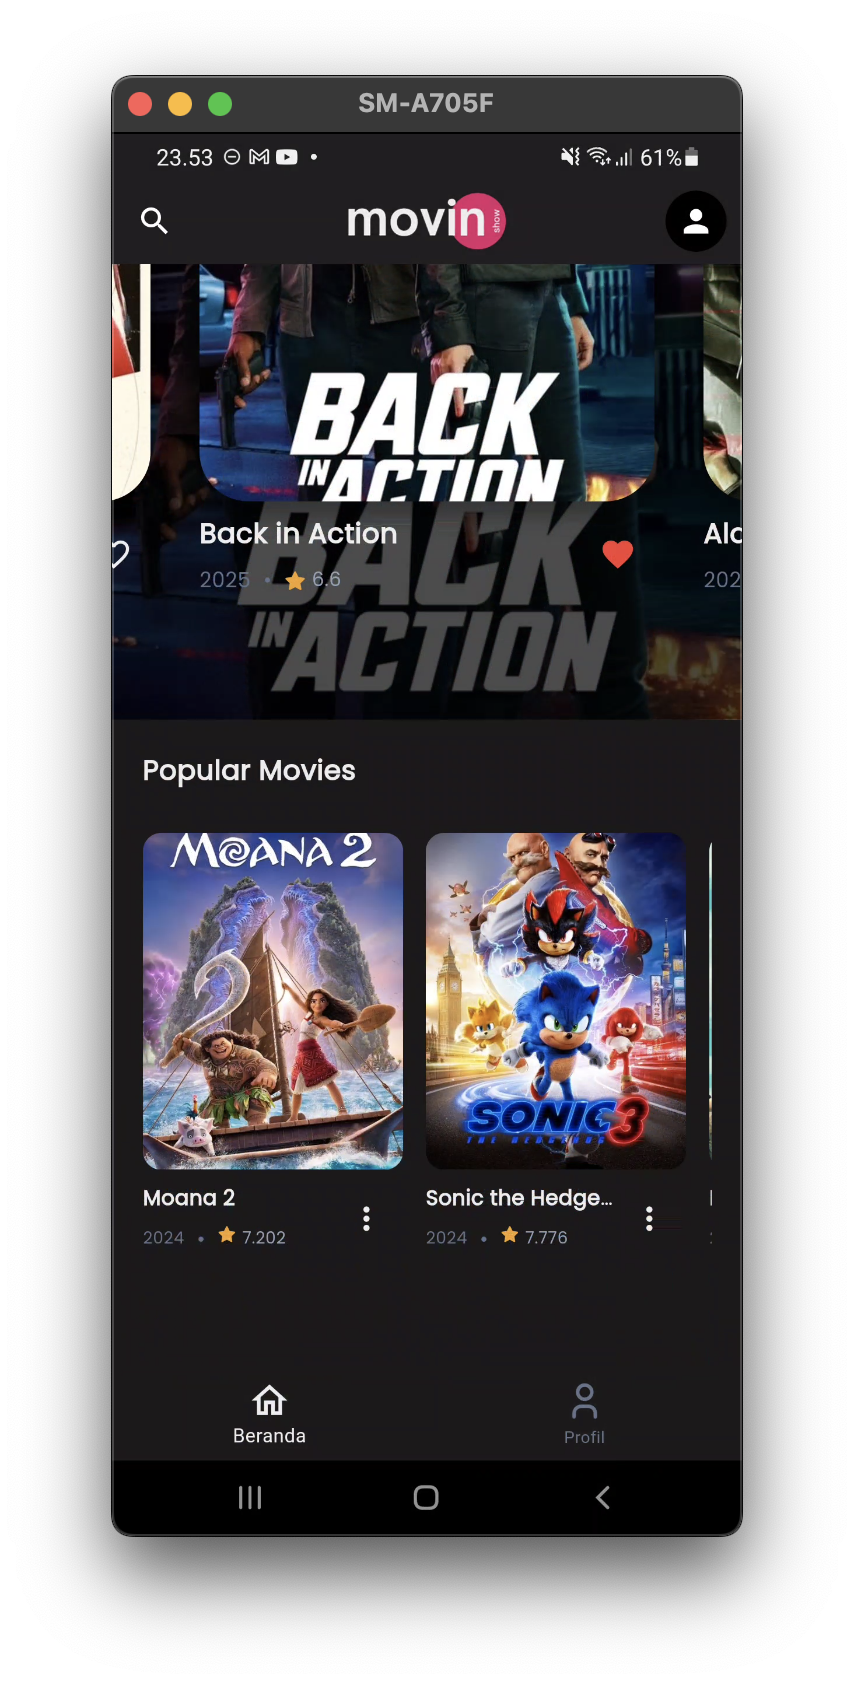 SM-A705F
23.53
61%
movin show
BACK
IN ACTION
Back in Action
2025 • 6.6
Alo
202
BACK
IN ACTION
Popular Movies
MOANA 2
SONIC 3
THE HEDGEHOG
Moana 2
2024 • 7.202
Sonic the Hedge...
2024 • 7.776
Beranda
Profil